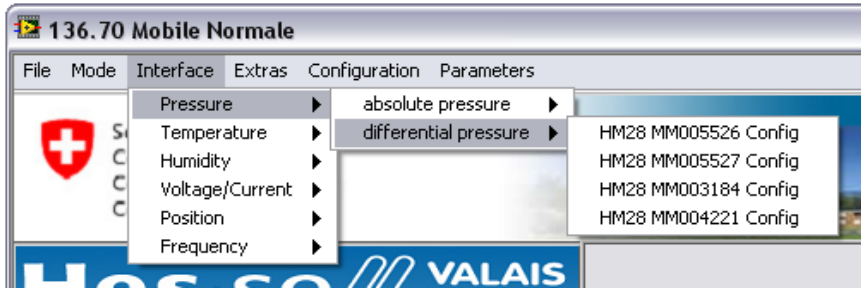 136.70 Mobile Normale
File Mode Interface Extras Configuration Parameters
Pressure
Temperature
Humidity
Voltage/Current
Position
Frequency
absolute pressure
differential pressure
HM28 MM005526 Config
HM28 MM005527 Config
HM28 MM003184 Config
HM28 MM004221 Config
VALAIS